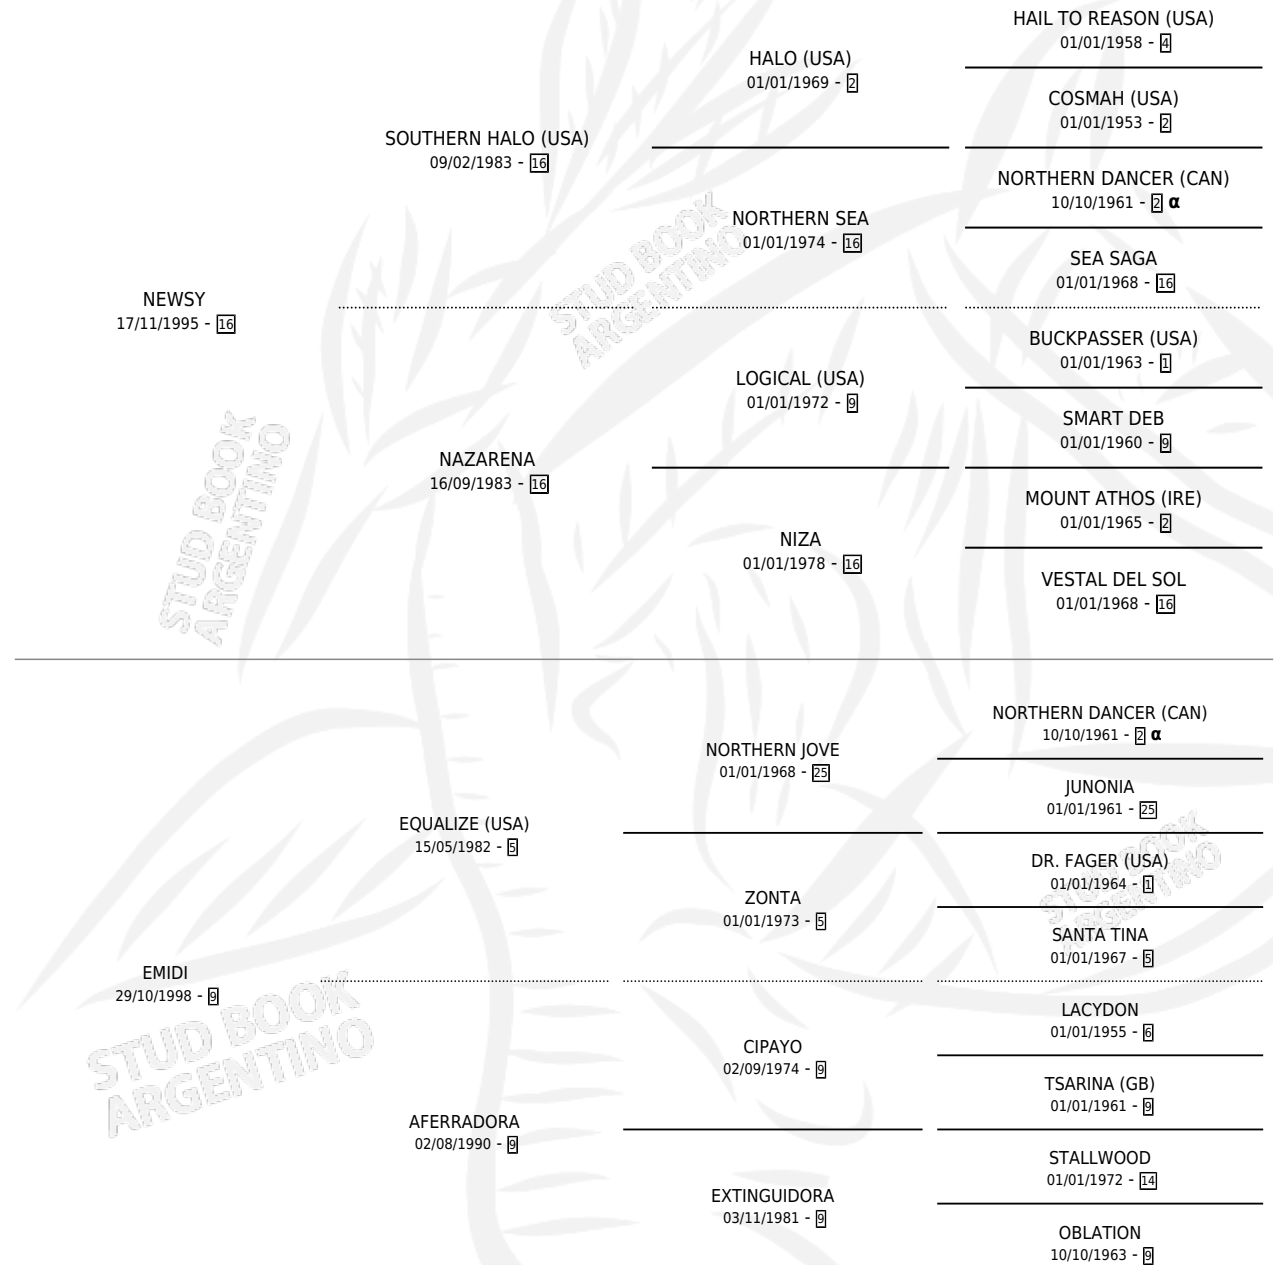 HAIL TO REASON (USA)
01/01/1958 - 4
HALO (USA)
01/01/1969 - 2
COSMAH (USA)
01/01/1953 - 2
SOUTHERN HALO (USA)
09/02/1983 - 16
NORTHERN DANCER (CAN)
10/10/1961 - 2 α
NORTHERN SEA
01/01/1974 - 16
SEA SAGA
01/01/1968 - 16
NEWSY
17/11/1995 - 16
BUCKPASSER (USA)
01/01/1963 - 1
LOGICAL (USA)
01/01/1972 - 9
SMART DEB
01/01/1960 - 9
NAZARENA
16/09/1983 - 16
MOUNT ATHOS (IRE)
01/01/1965 - 2
NIZA
01/01/1978 - 16
VESTAL DEL SOL
01/01/1968 - 16
NORTHERN DANCER (CAN)
10/10/1961 - 2 α
NORTHERN JOVE
01/01/1968 - 25
JUNONIA
01/01/1961 - 25
EQUALIZE (USA)
15/05/1982 - 5
DR. FAGER (USA)
01/01/1964 - 1
ZONTA
01/01/1973 - 5
SANTA TINA
01/01/1967 - 5
EMIDI
29/10/1998 - 9
LACYDON
01/01/1955 - 6
CIPAYO
02/09/1974 - 9
TSARINA (GB)
01/01/1961 - 9
AFERRADORA
02/08/1990 - 9
STALLWOOD
01/01/1972 - 14
EXTINGUIDORA
03/11/1981 - 9
OBLATION
10/10/1963 - 9
STUD BOOK
ARGENTINO
STUD BOOK
ARGENTINO
STUD BOOK
ARGENTINO
STUD BOOK
ARGENTINO